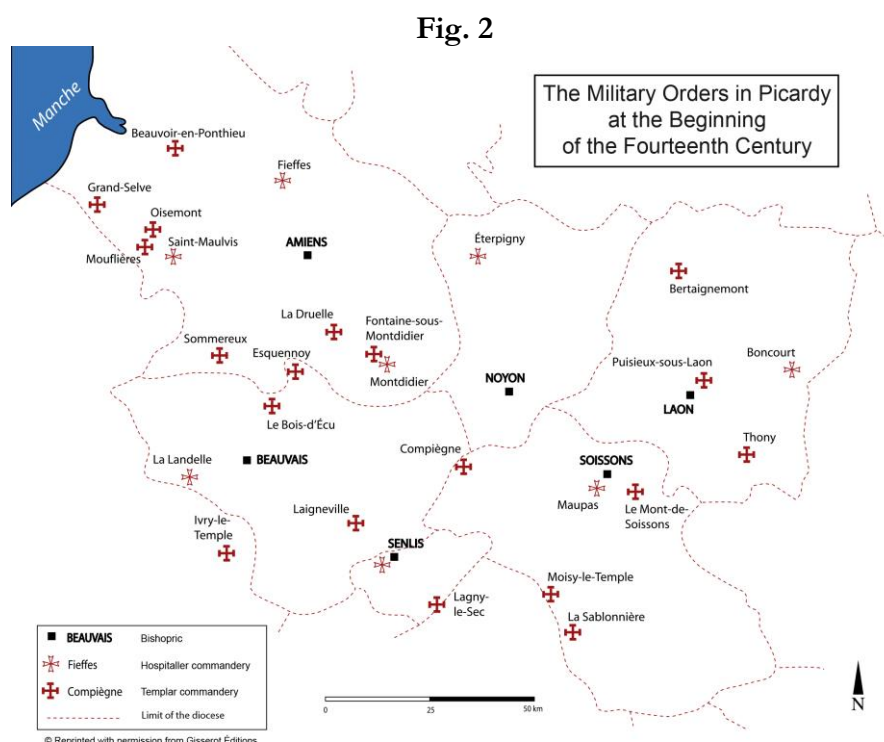 Fig. 2
The Military Orders in Picardy
at the Beginning
of the Fourteenth Century
Manche
Beauvoir-en-Ponthieu
Fieffes
Grand-Selve
Oisemont
Saint-Maulvis
Mouflières
AMIENS
Éterpigny
Bertaignemont
La Druelle
Fontaine-sous-
Montdidier
Sommereux
Esquennoy
Montdidier
Puisieux-sous-Laon
Boncourt
NOYON
LAON
Le Bois-d'Écu
Compiègne
Thony
La Landelle
BEAUVAIS
SOISSONS
Maupas
Le Mont-de-
Soissons
Laigneville
Ivry-le-
Temple
SENLIS
Moisy-le-Temple
Lagny-
le-Sec
La Sablonnière
BEAUVAIS Bishopric
Fieffes Hospitaller commandery
Compiègne Templar commandery
Limit of the diocese
0 25 50 km
N
© Reprinted with permission from Gisserot Éditions